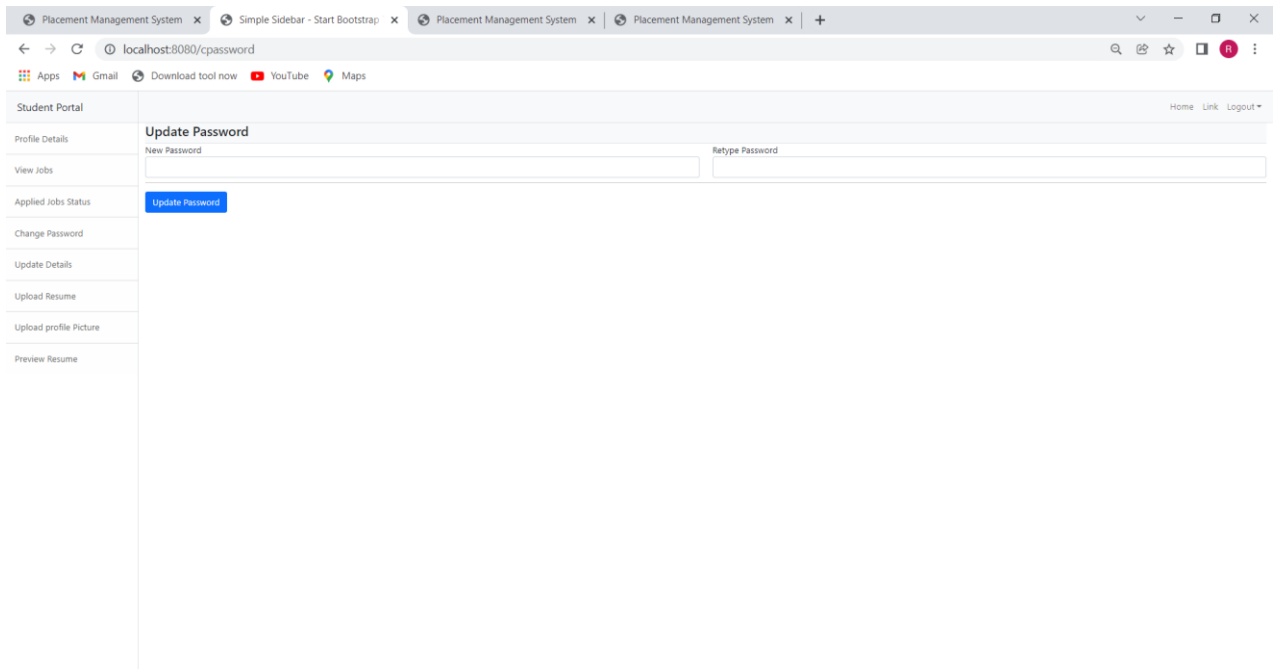 Placement Management System Simple Sidebar - Start Bootstrap Placement Management System Placement Management System
localhost:8080/cpassword R
Apps Gmail Download tool now YouTube Maps
Student Portal Home Link Logout
Profile Details
View Jobs
Applied Jobs Status
Change Password
Update Details
Upload Resume
Upload profile Picture
Preview Resume
Update Password
New Password Retype Password
Update Password